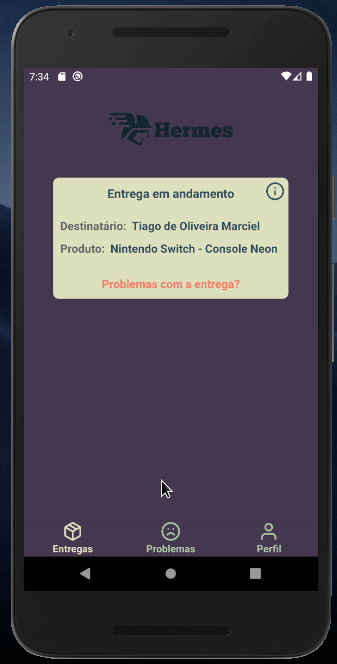 7:34
Hermes
Entrega em andamento
Destinatário: Tiago de Oliveira Marciel
Produto: Nintendo Switch - Console Neon
Problemas com a entrega?
Entregas Problemas Perfil